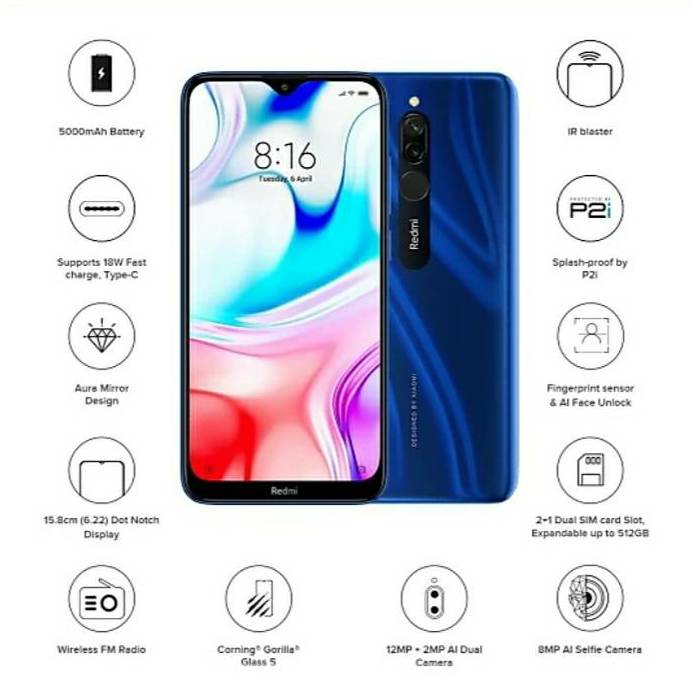 5000mAh Battery
IR blaster
8:16
Tuesday, 6 April
PROTECTED BY
P2i
Redmi
Supports 18W Fast
charge, Type-C
Splash-proof by
P2i
Aura Mirror
Design
Fingerprint sensor
& AI Face Unlock
DESIGNED BY XIAOMI
000
Redmi
15.8cm (6.22) Dot Notch
Display
2+1 Dual SIM card Slot,
Expandable up to 512GB
Wireless FM Radio
Corning® Gorilla®
Glass 5
12MP + 2MP AI Dual
Camera
8MP AI Selfie Camera